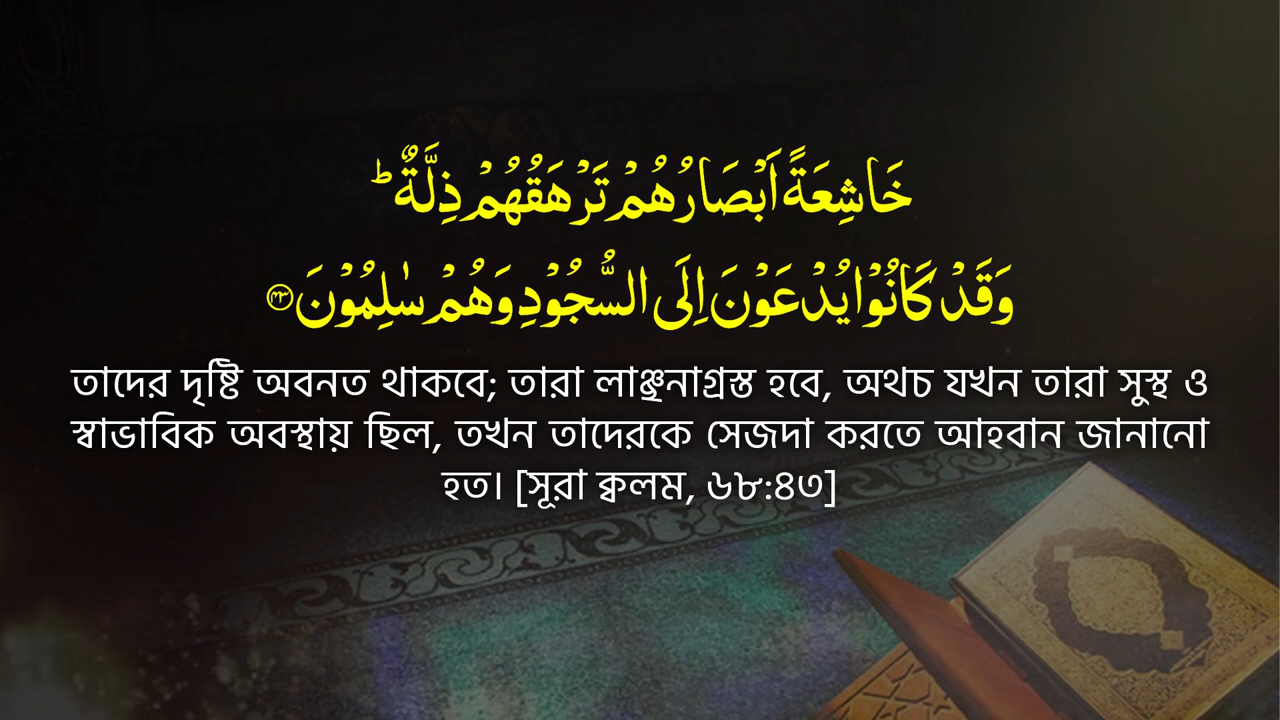 خَاشِعَةً اَبْصَارُهُمْ تَرْهَقُهُمْ ذِلَّةٌ ؕ
وَقَدْ كَانُوْا يُدْعَوْنَ اِلَى السُّجُوْدِ وَهُمْ سٰلِمُوْنَ ۝۴۳
তাদের দৃষ্টি অবনত থাকবে; তারা লাঞ্ছনাগ্রস্ত হবে, অথচ যখন তারা সুস্থ ও
স্বাভাবিক অবস্থায় ছিল, তখন তাদেরকে সেজদা করতে আহবান জানানো
হত। [সূরা ক্বলম, ৬৮:৪৩]